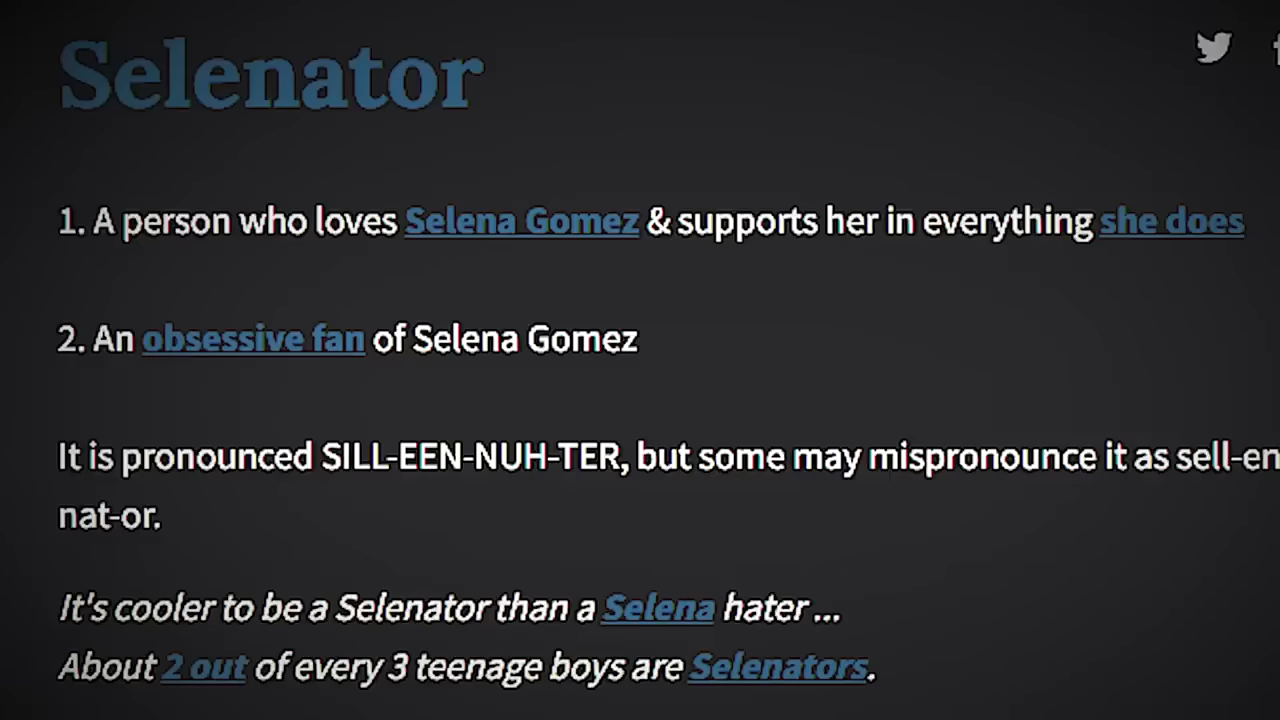 Selenator
1. A person who loves Selena Gomez & supports her in everything she does
2. An obsessive fan of Selena Gomez
It is pronounced SILL-EEN-NUH-TER, but some may mispronounce it as sell-en
nat-or.
It's cooler to be a Selenator than a Selena hater ...
About 2 out of every 3 teenage boys are Selenators.